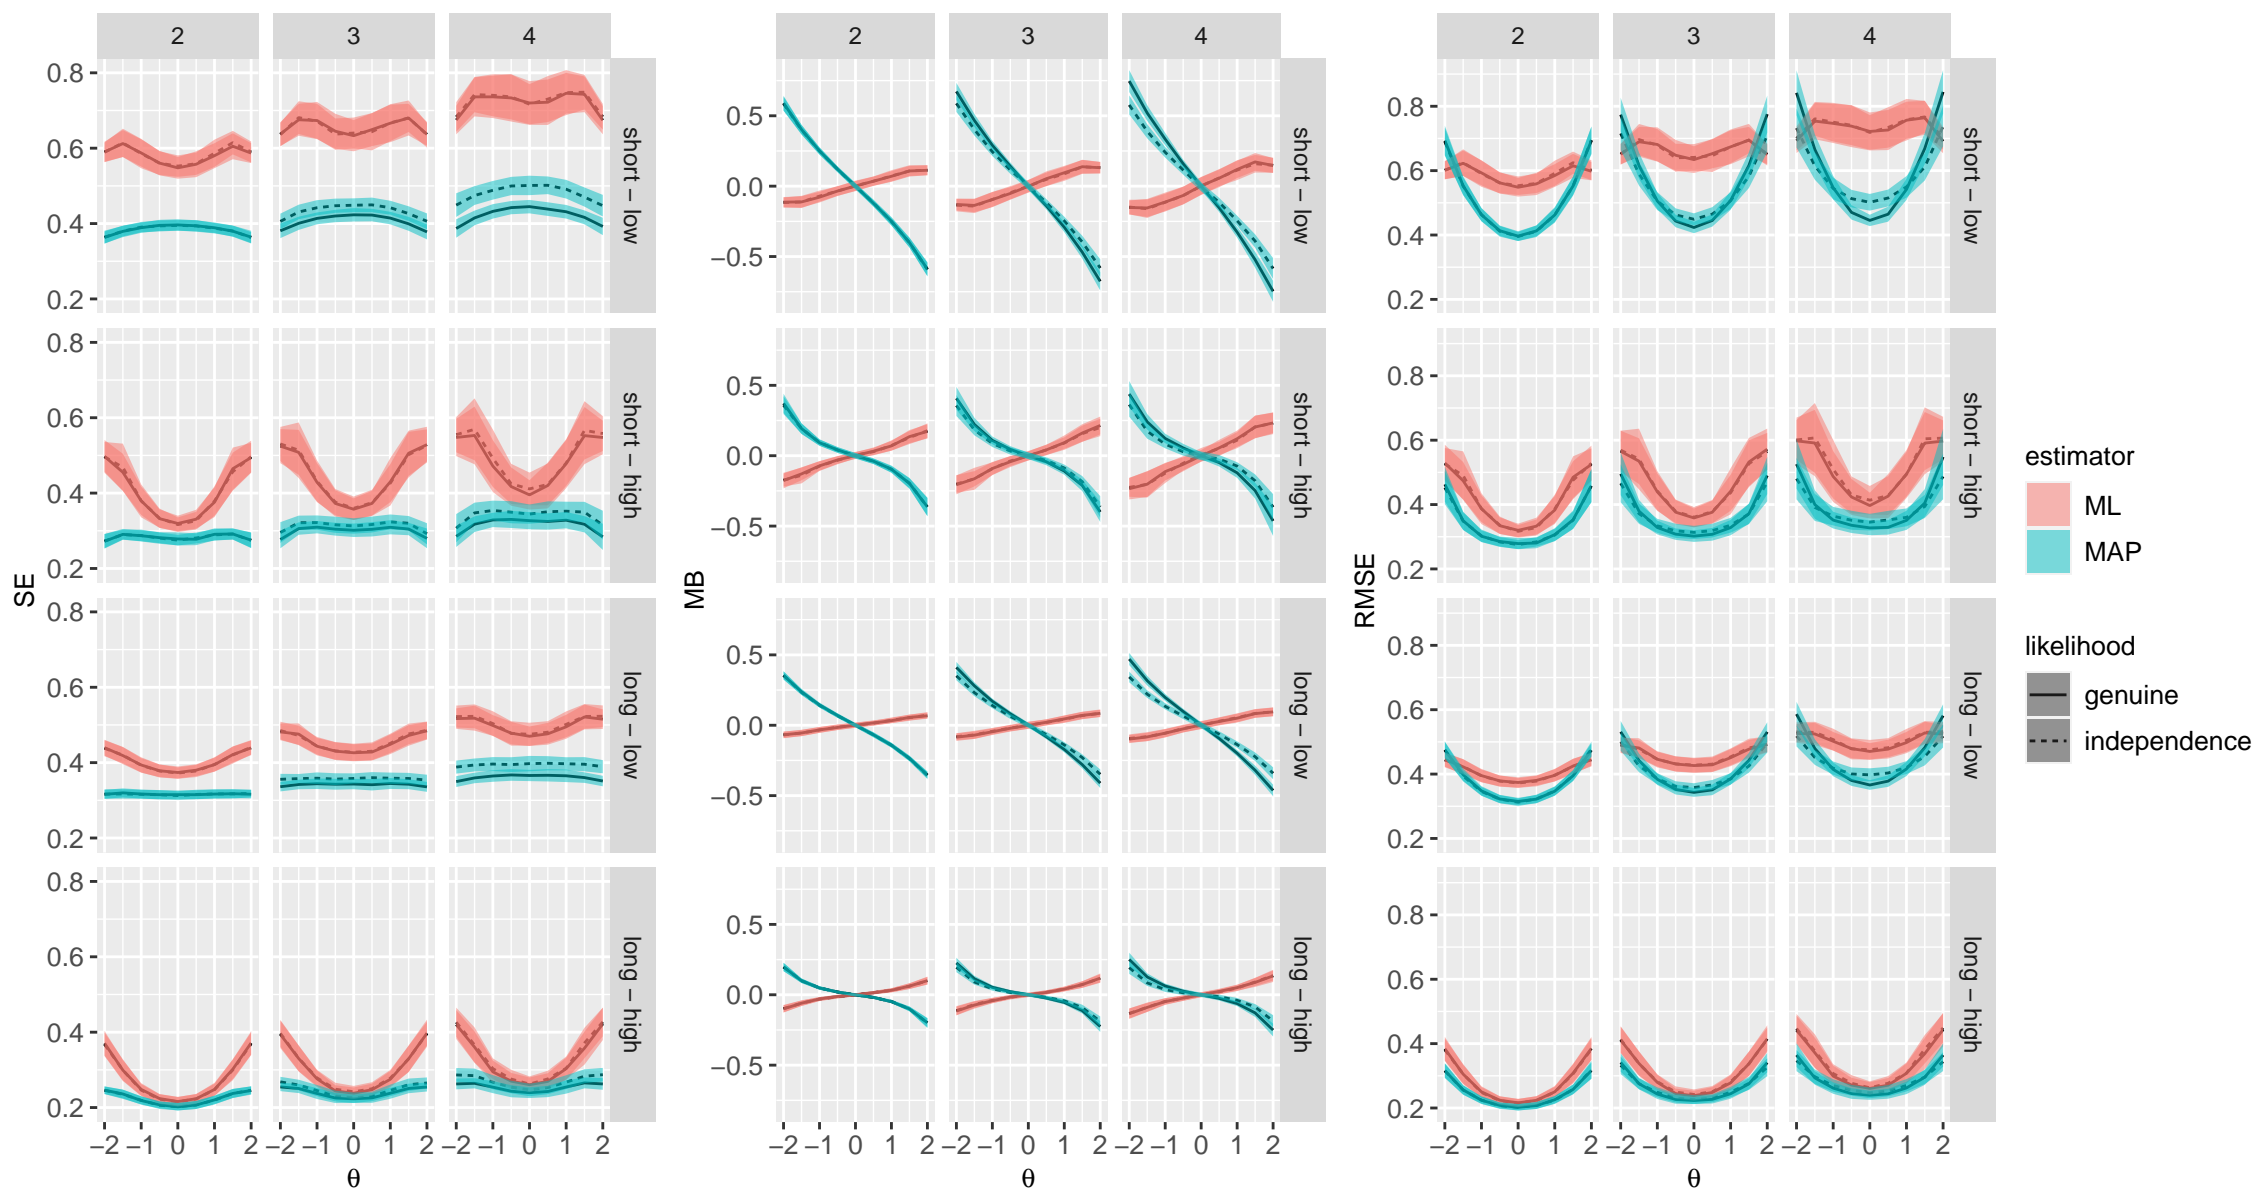 2 3 4
0.8
0.6
0.4
0.2
short − low
0.8
0.6
0.4
0.2
short − high
0.8
0.6
0.4
0.2
long − low
0.8
0.6
0.4
0.2
long − high
−2 −1 0 1 2 −2 −1 0 1 2 −2 −1 0 1 2
θ
SE
2 3 4
0.5
0.0
−0.5
short − low
0.5
0.0
−0.5
short − high
0.5
0.0
−0.5
long − low
0.5
0.0
−0.5
long − high
−2 −1 0 1 2 −2 −1 0 1 2 −2 −1 0 1 2
θ
MB
2 3 4
0.8
0.6
0.4
0.2
short − low
0.8
0.6
0.4
0.2
short − high
0.8
0.6
0.4
0.2
long − low
0.8
0.6
0.4
0.2
long − high
−2 −1 0 1 2 −2 −1 0 1 2 −2 −1 0 1 2
θ
RMSE
estimator
ML
MAP
likelihood
genuine
independence